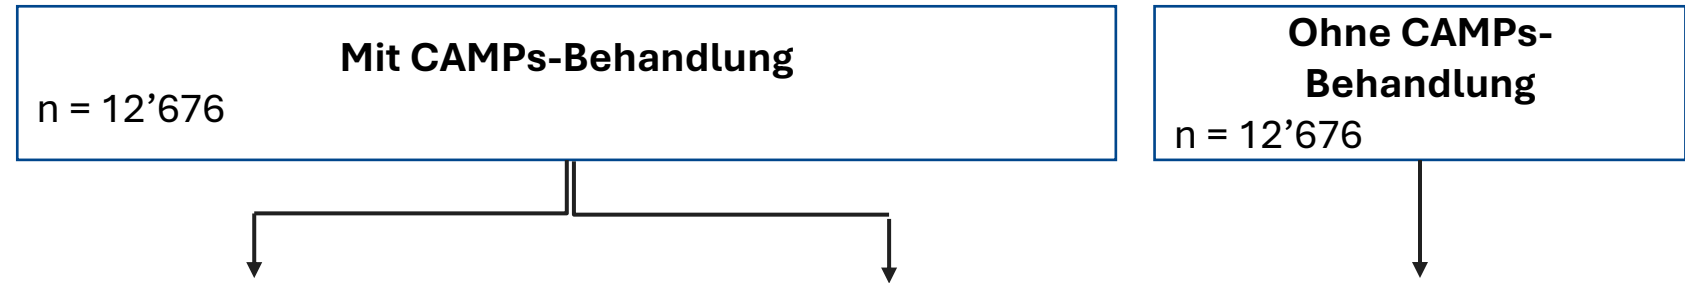 Mit CAMPs-Behandlung
n = 12’676
Ohne CAMPs-
Behandlung
n = 12’676